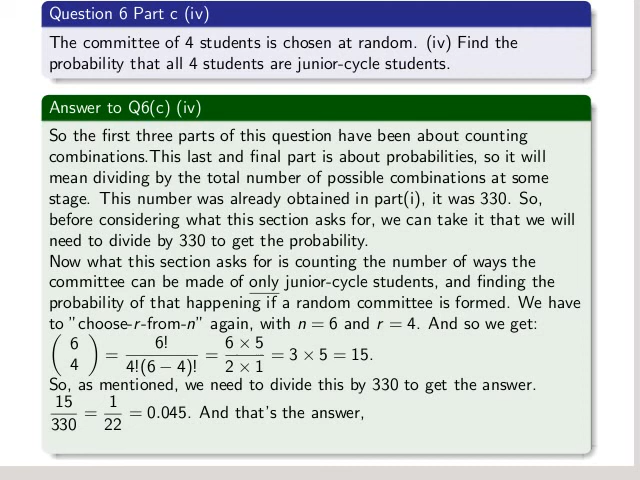 Question 6 Part c (iv)
The committee of 4 students is chosen at random. (iv) Find the
probability that all 4 students are junior-cycle students.
Answer to Q6(c) (iv)
So the first three parts of this question have been about counting
combinations.This last and final part is about probabilities, so it will
mean dividing by the total number of possible combinations at some
stage. This number was already obtained in part(i), it was 330. So,
before considering what this section asks for, we can take it that we will
need to divide by 330 to get the probability.
Now what this section asks for is counting the number of ways the
committee can be made of only junior-cycle students, and finding the
probability of that happening if a random committee is formed. We have
to "choose-r-from-n" again, with n = 6 and r = 4. And so we get:
(6 4) = 6!/4!(6 − 4)! = 6 × 5/2 × 1 = 3 × 5 = 15.
So, as mentioned, we need to divide this by 330 to get the answer.
15/330 = 1/22 = 0.045. And that's the answer,